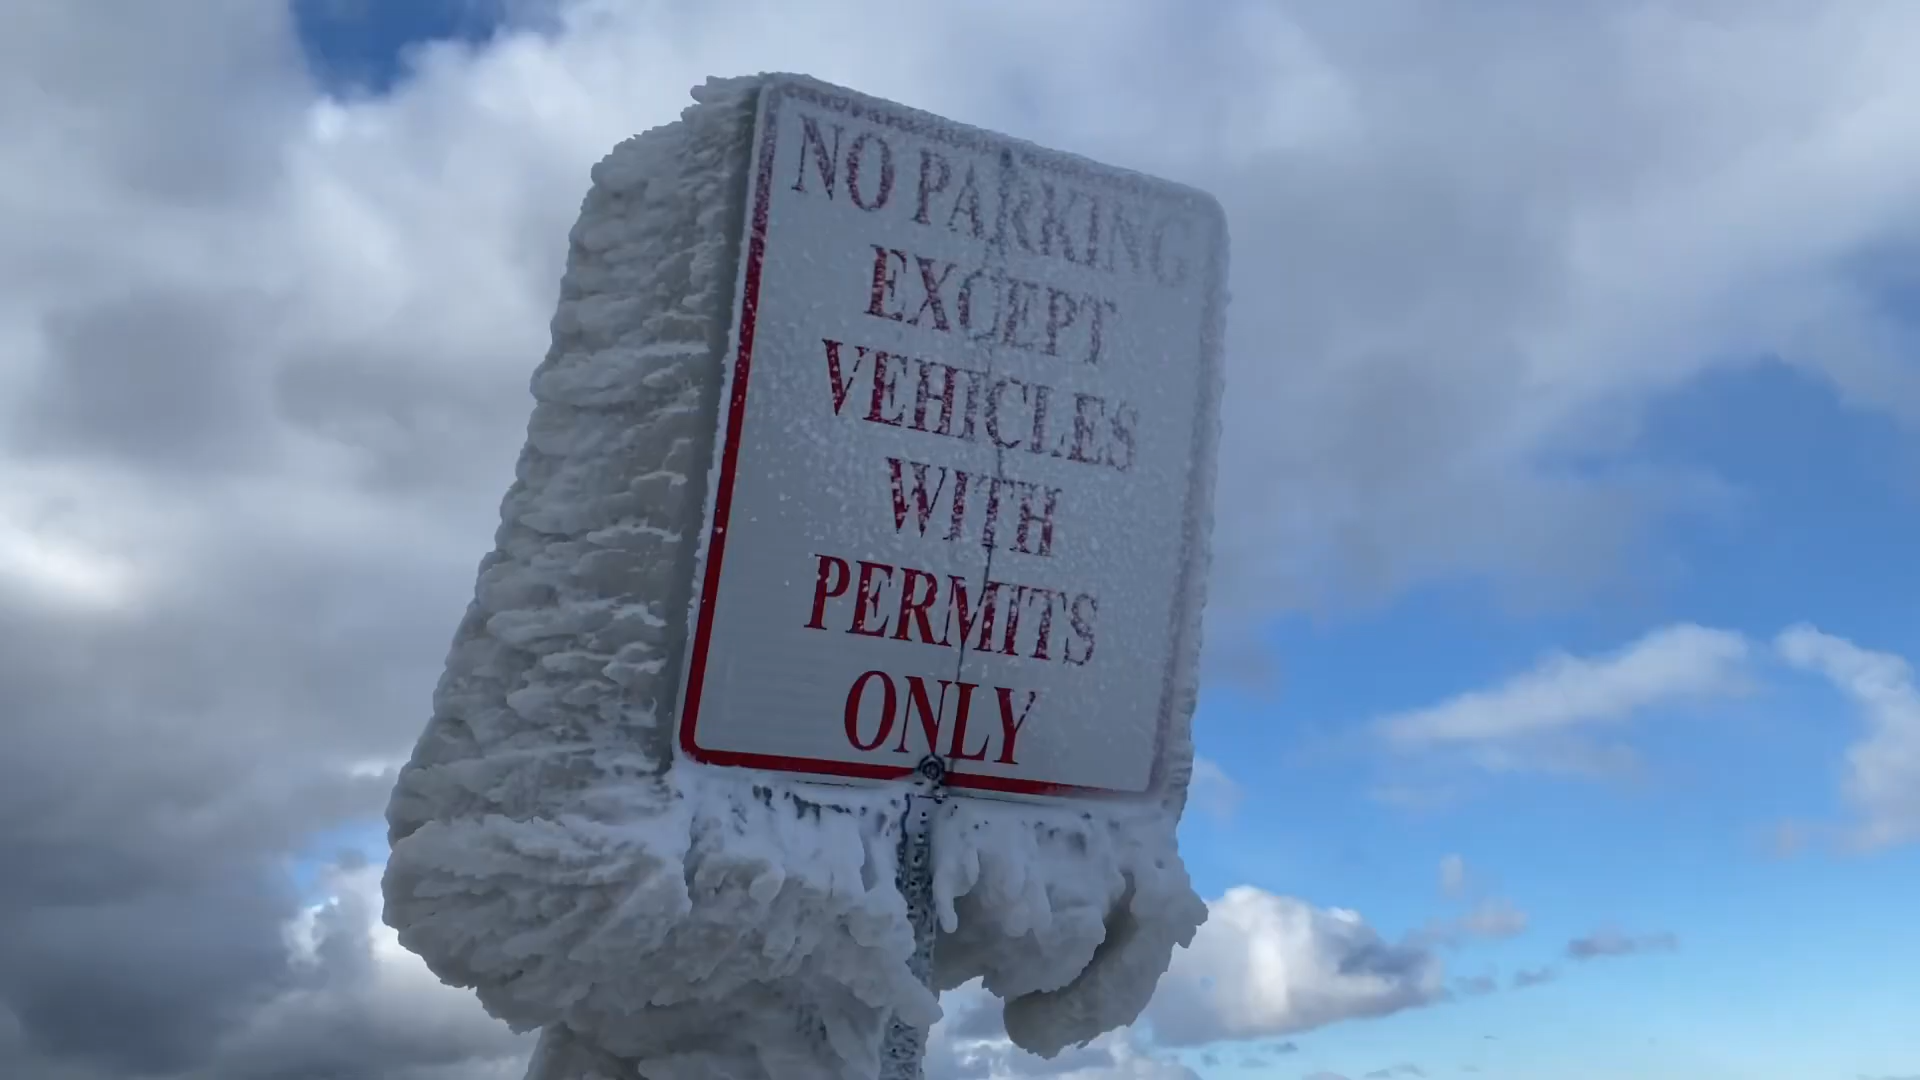 NO PARKING
EXCEPT
VEHICLES
WITH
PERMITS
ONLY